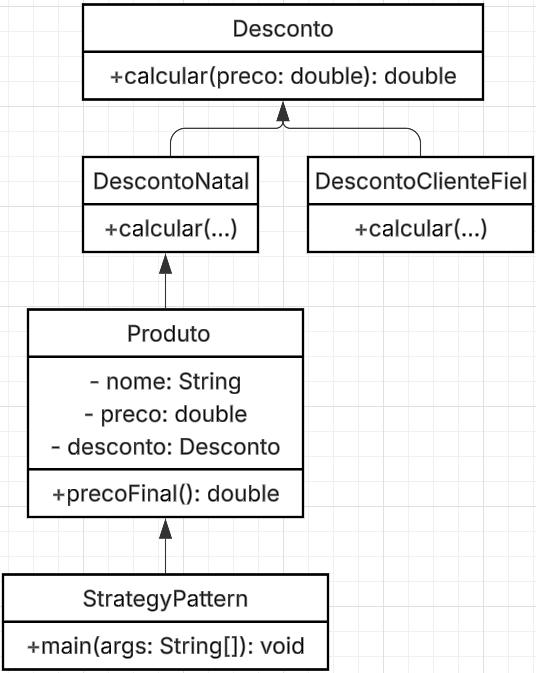 Desconto
+calcular(preco: double): double
DescontoNatal
+calcular(...)
DescontoClienteFiel
+calcular(...)
Produto
- nome: String
- preco: double
- desconto: Desconto
+precoFinal(): double
StrategyPattern
+main(args: String[]): void